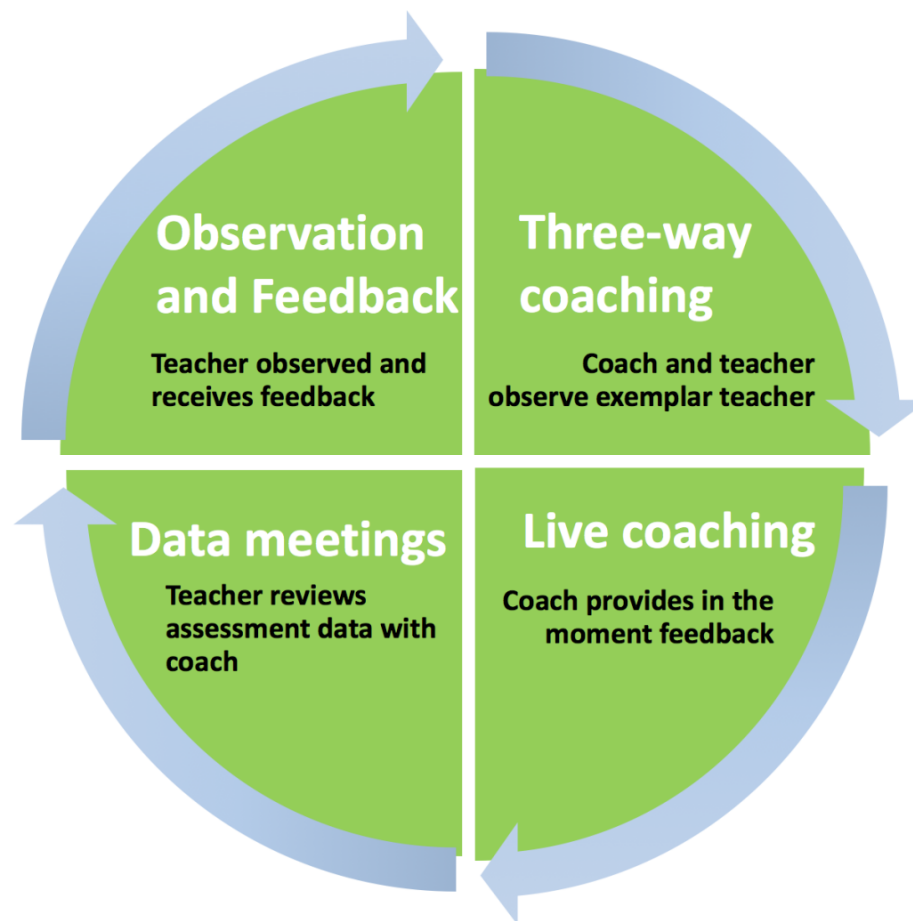 Observation
and Feedback
Teacher observed and
receives feedback
Three-way
coaching
Coach and teacher
observe exemplar teacher
Data meetings
Teacher reviews
assessment data with
coach
Live coaching
Coach provides in the
moment feedback